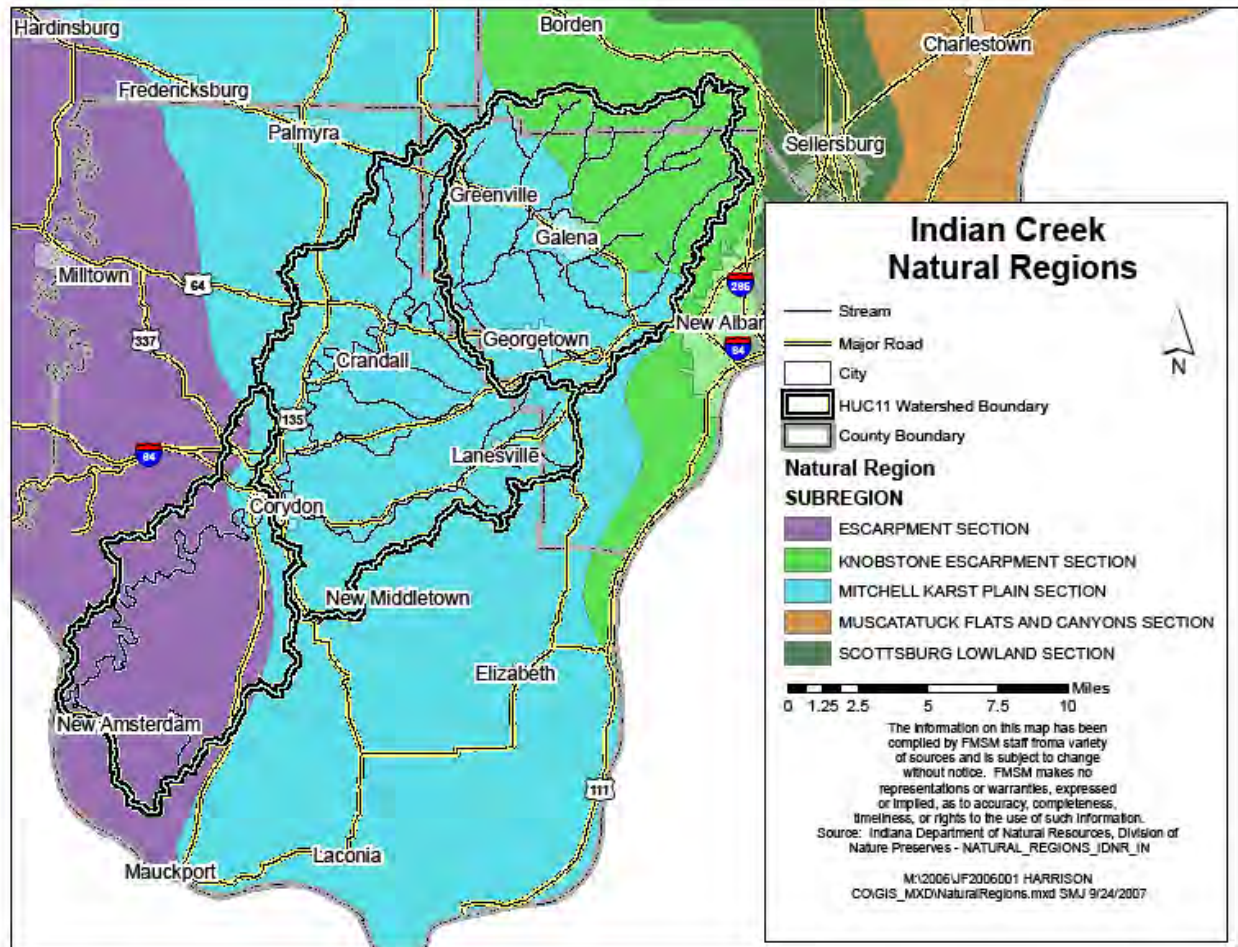 Hardinsburg
Borden
Charlestown
Fredericksburg
Palmyra
Sellersburg
Greenville
Galena
Milltown
64
337
265
New Albar
64
Georgetown
Crandall
135
Lanesville
64
Corydon
New Middletown
Elizabeth
New Amsterdam
111
Laconia
Mauckport
Indian Creek
Natural Regions
Stream
Major Road
City
HUC11 Watershed Boundary
County Boundary
N
Natural Region
SUBREGION
ESCARPMENT SECTION
KNOBSTONE ESCARPMENT SECTION
MITCHELL KARST PLAIN SECTION
MUSCATATUCK FLATS AND CANYONS SECTION
SCOTTSBURG LOWLAND SECTION
Miles
0 1.25 2.5 5 7.5 10
The information on this map has been
compiled by FMSM staff froma variety
of sources and is subject to change
without notice. FMSM makes no
representations or warranties, expressed
or implied, as to accuracy, completeness,
timeliness, or rights to the use of such information.
Source: Indiana Department of Natural Resources, Division of
Nature Preserves - NATURAL_REGIONS_IDNR_IN
M:\2006\JF2006001 HARRISON
CO\GIS_MXD\NaturalRegions.mxd SMJ 9/24/2007